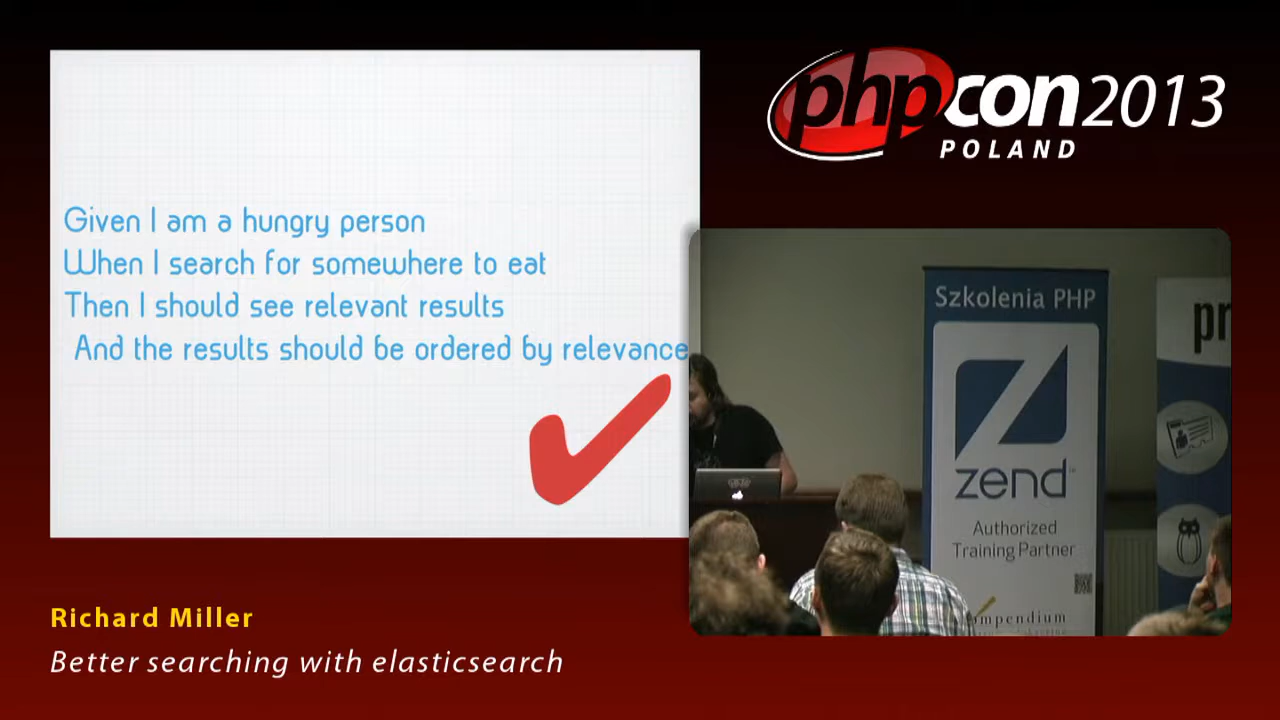 phpcon2013
POLAND
Given I am a hungry person
When I search for somewhere to eat
Then I should see relevant results
And the results should be ordered by relevance
Szkolenia PHP
zend
Authorized
Training Partner
pr
Richard Miller
Better searching with elasticsearch